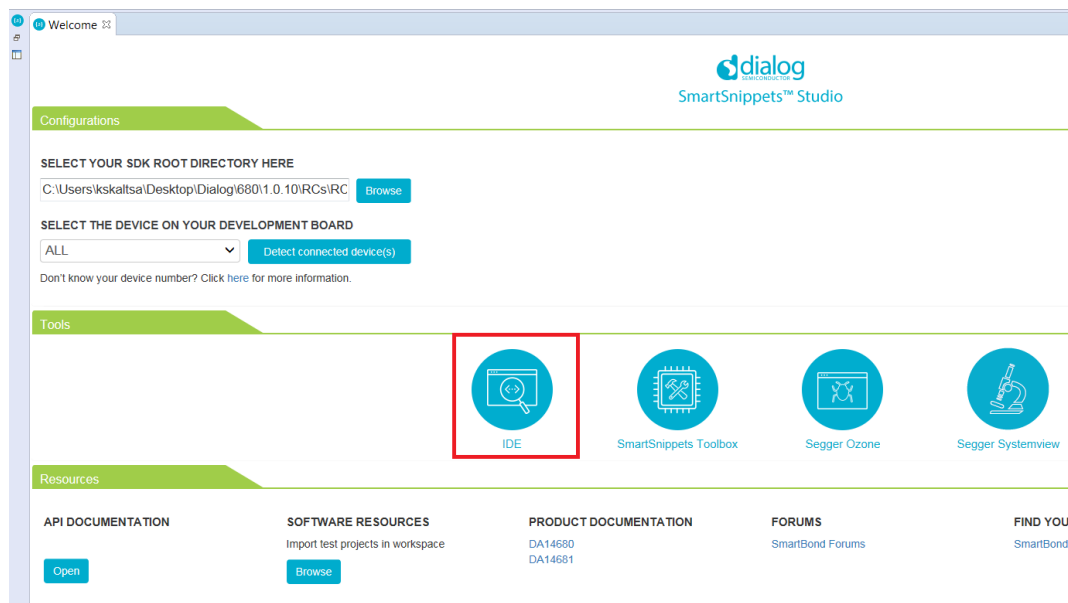 Welcome
dialog
SEMICONDUCTOR
SmartSnippets™ Studio
Configurations
SELECT YOUR SDK ROOT DIRECTORY HERE
C:\Users\kskaltsa\Desktop\Dialog\680\1.0.10\RCs\RC
Browse
SELECT THE DEVICE ON YOUR DEVELOPMENT BOARD
ALL
Detect connected device(s)
Don't know your device number? Click here for more information.
Tools
IDE
SmartSnippets Toolbox
Segger Ozone
Segger Systemview
Resources
API DOCUMENTATION
Open
SOFTWARE RESOURCES
Import test projects in workspace
Browse
PRODUCT DOCUMENTATION
DA14680
DA14681
FORUMS
SmartBond Forums
FIND YOU
SmartBond